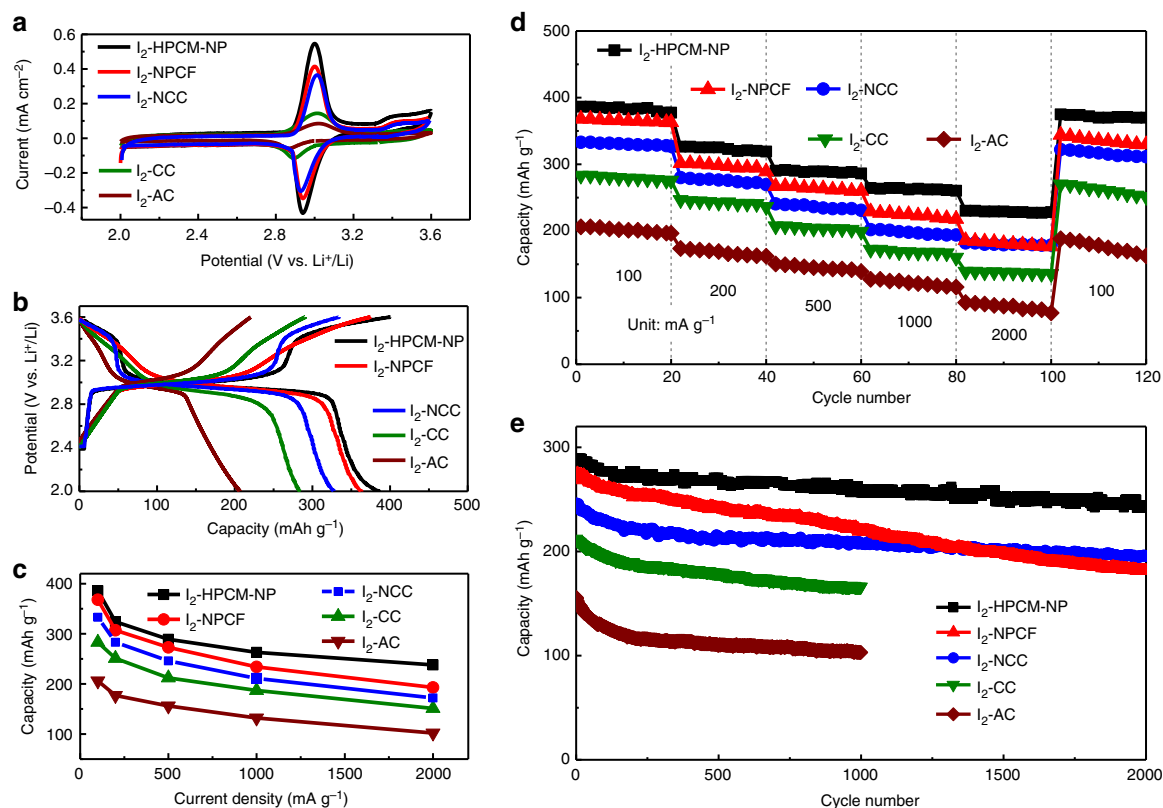 a
0.6
0.4
0.2
0.0
–0.2
–0.4
Current (mA cm⁻²)
I₂-HPCM-NP
I₂-NPCF
I₂-NCC
I₂-CC
I₂-AC
2.0
2.4
2.8
3.2
3.6
Potential (V vs. Li⁺/Li)
b
3.6
3.2
2.8
2.4
2.0
Potential (V vs. Li⁺/Li)
I₂-HPCM-NP
I₂-NPCF
I₂-NCC
I₂-CC
I₂-AC
0
100
200
300
400
500
Capacity (mAh g⁻¹)
c
400
300
200
100
Capacity (mAh g⁻¹)
I₂-HPCM-NP
I₂-NPCF
I₂-NCC
I₂-CC
I₂-AC
0
500
1000
1500
2000
Current density (mA g⁻¹)
d
500
400
300
200
100
0
Capacity (mAh g⁻¹)
I₂-HPCM-NP
I₂-NPCF
I₂-NCC
I₂-CC
I₂-AC
100
200
500
1000
2000
100
Unit: mA g⁻¹
0
20
40
60
80
100
120
Cycle number
e
300
200
100
0
Capacity (mAh g⁻¹)
I₂-HPCM-NP
I₂-NPCF
I₂-NCC
I₂-CC
I₂-AC
0
500
1000
1500
2000
Cycle number